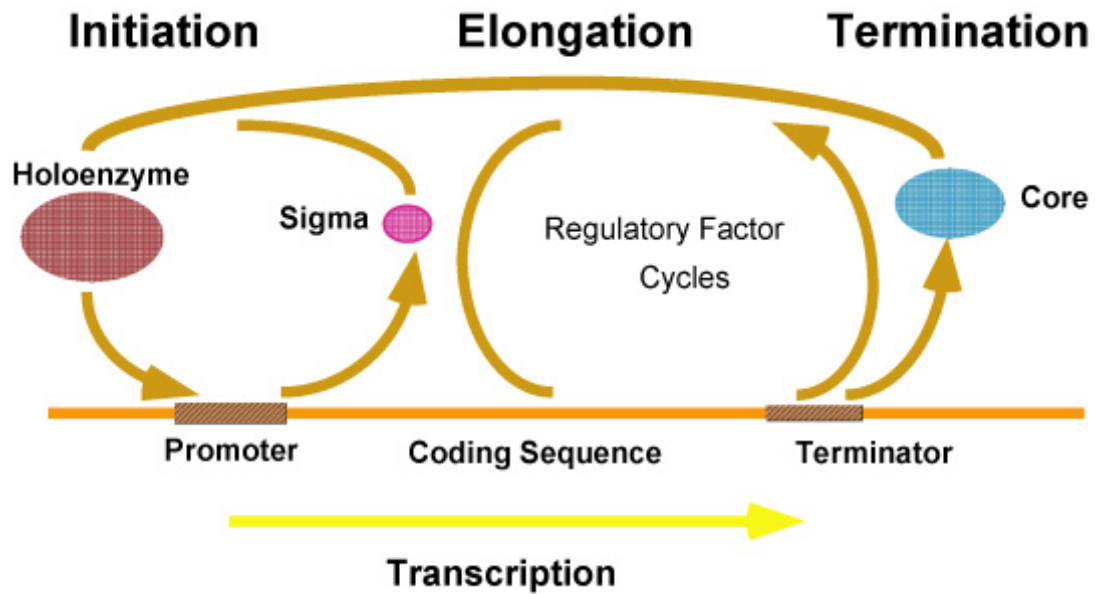 Initiation
Elongation
Termination
Holoenzyme
Sigma
Regulatory Factor
Cycles
Core
Promoter
Coding Sequence
Terminator
Transcription